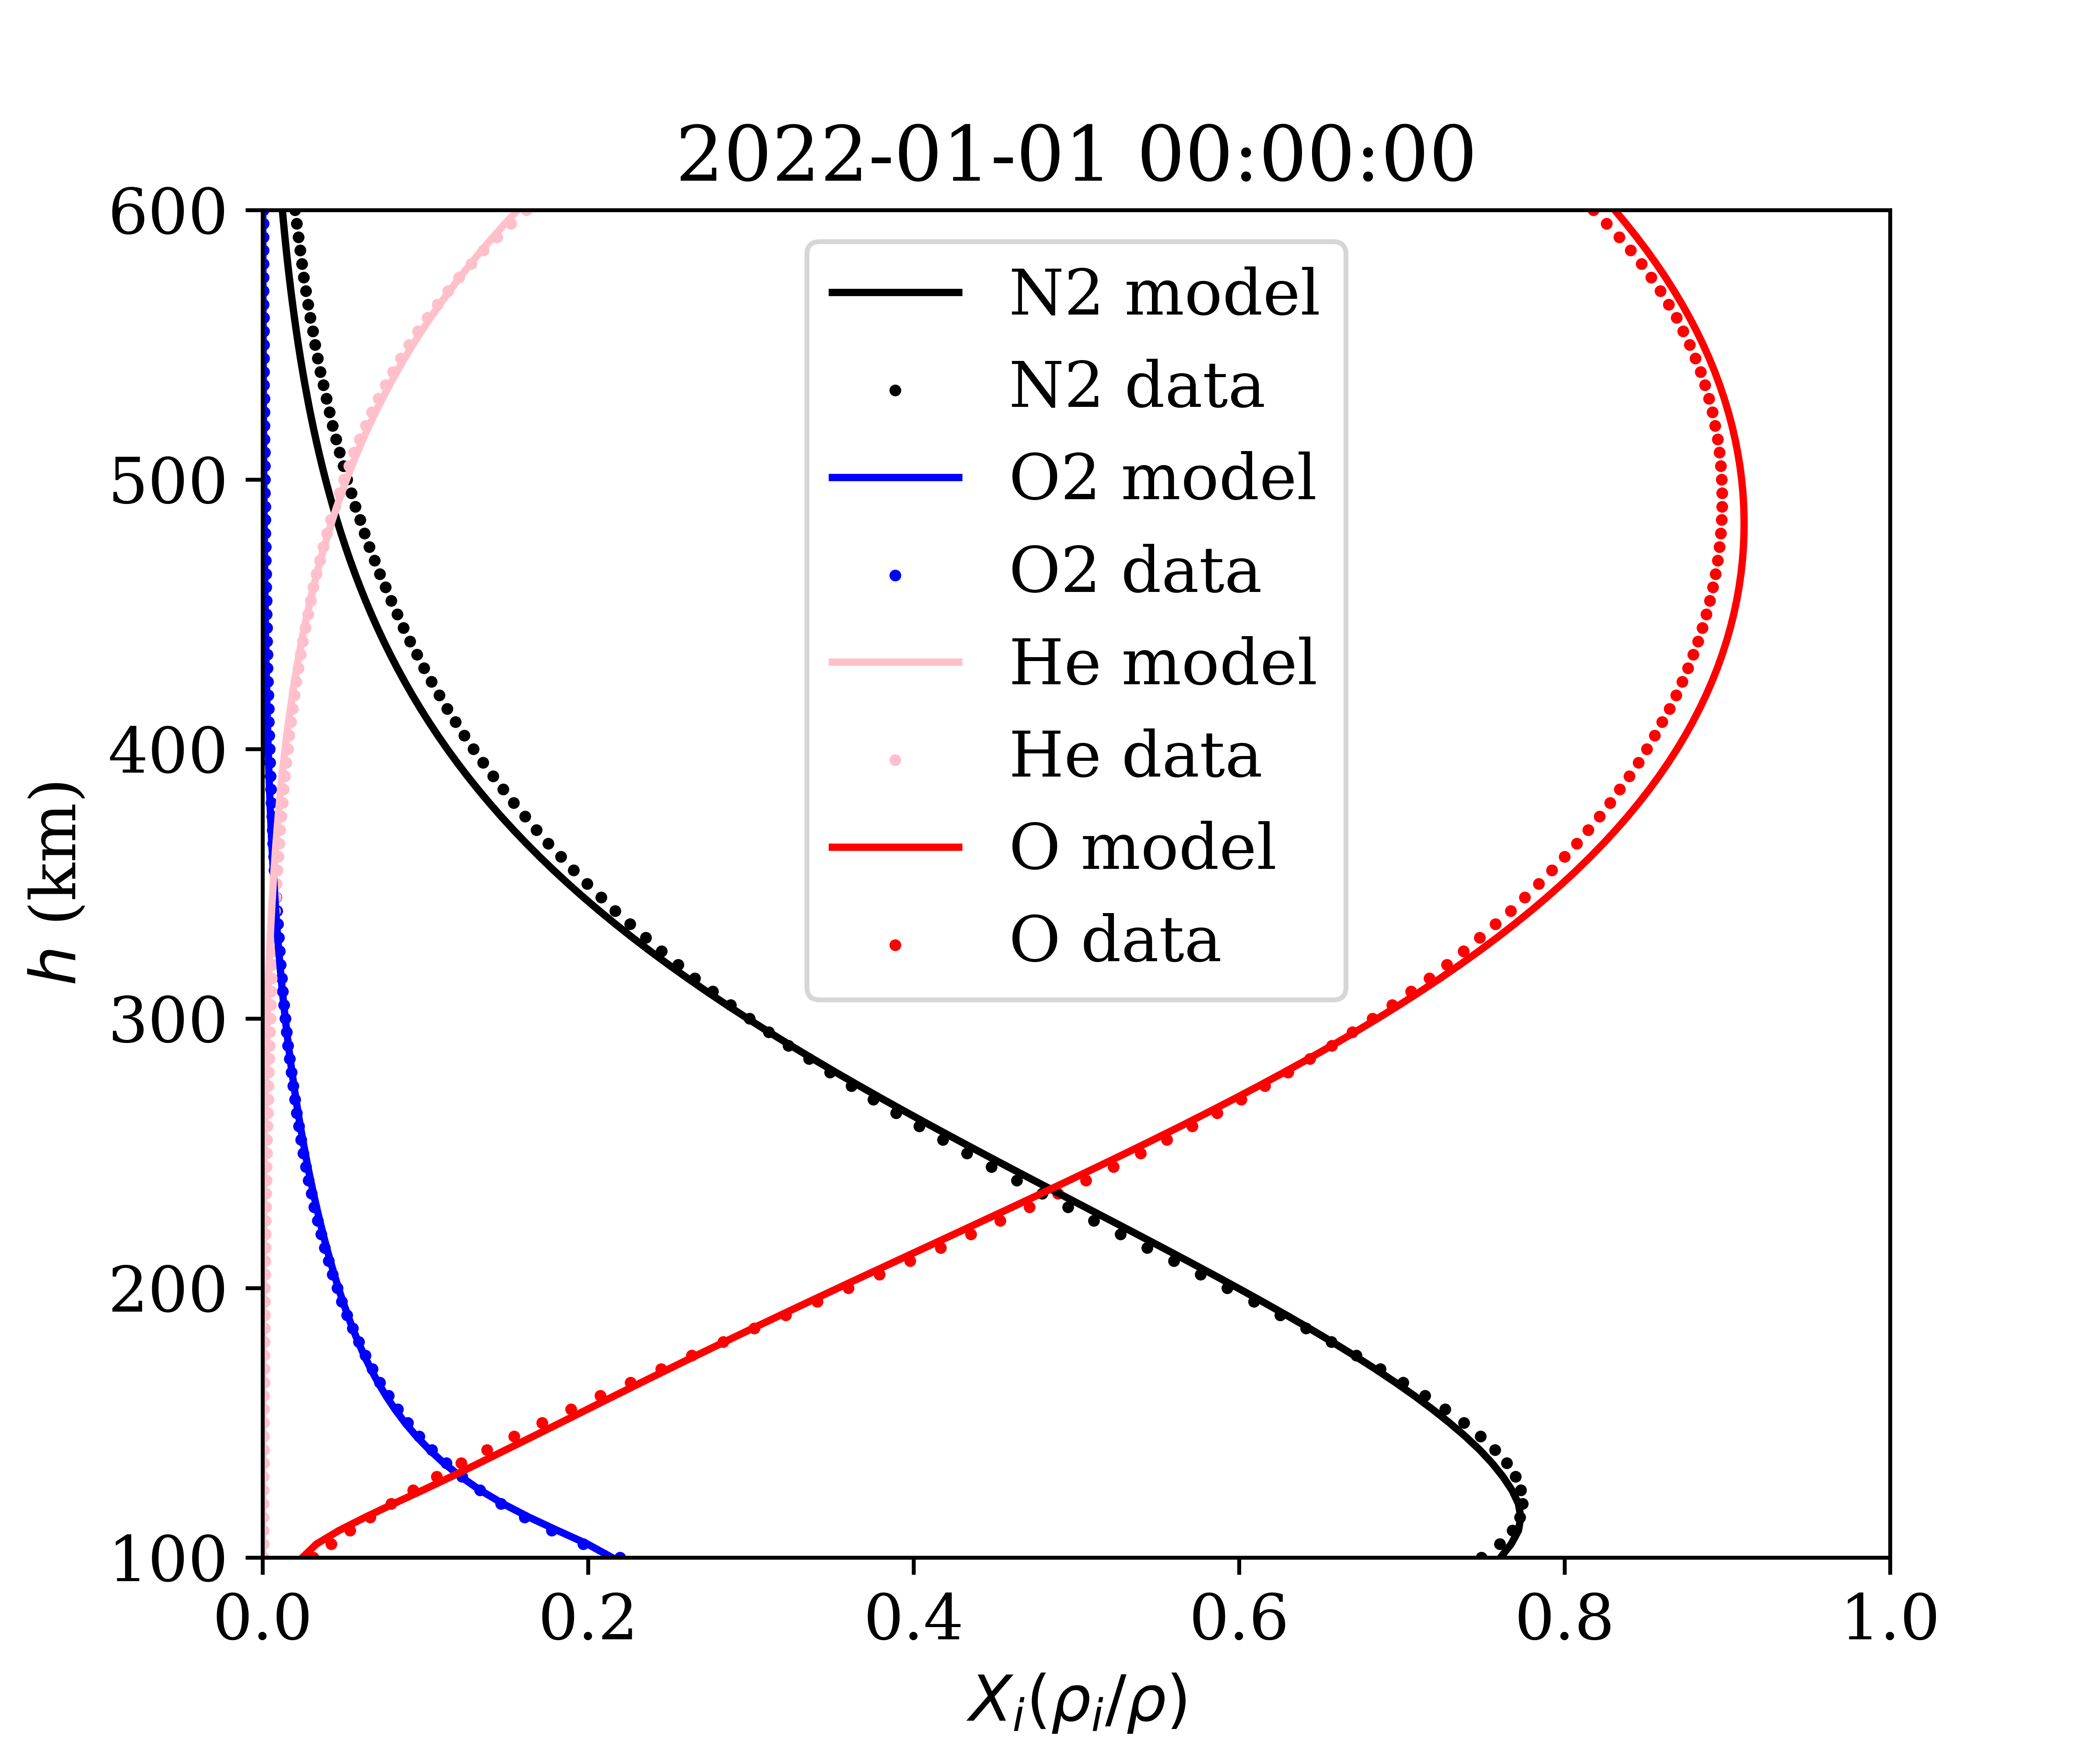 2022-01-01 00:00:00
600
500
400
300
200
100
h (km)
N2 model
N2 data
O2 model
O2 data
He model
He data
O model
O data
0.0 0.2 0.4 0.6 0.8 1.0
Xᵢ(ρᵢ/ρ)